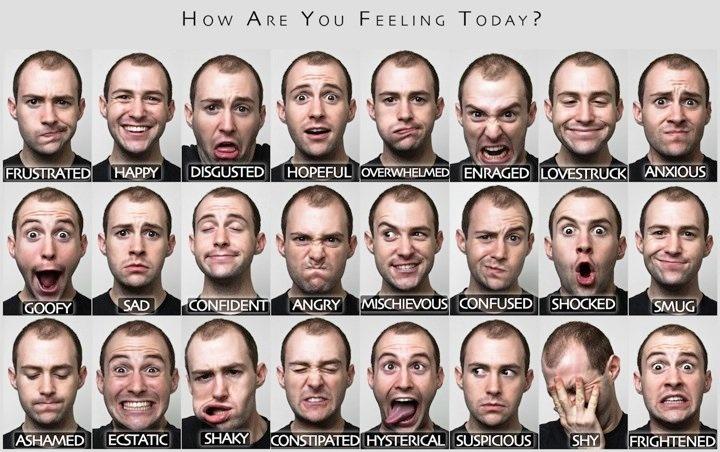 How Are You Feeling Today?
FRUSTRATED HAPPY DISGUSTED HOPEFUL OVERWHELMED ENRAGED LOVESTRUCK ANXIOUS
GOOFY SAD CONFIDENT ANGRY MISCHIEVOUS CONFUSED SHOCKED SMUG
ASHAMED ECSTATIC SHAKY CONSTIPATED HYSTERICAL SUSPICIOUS SHY FRIGHTENED